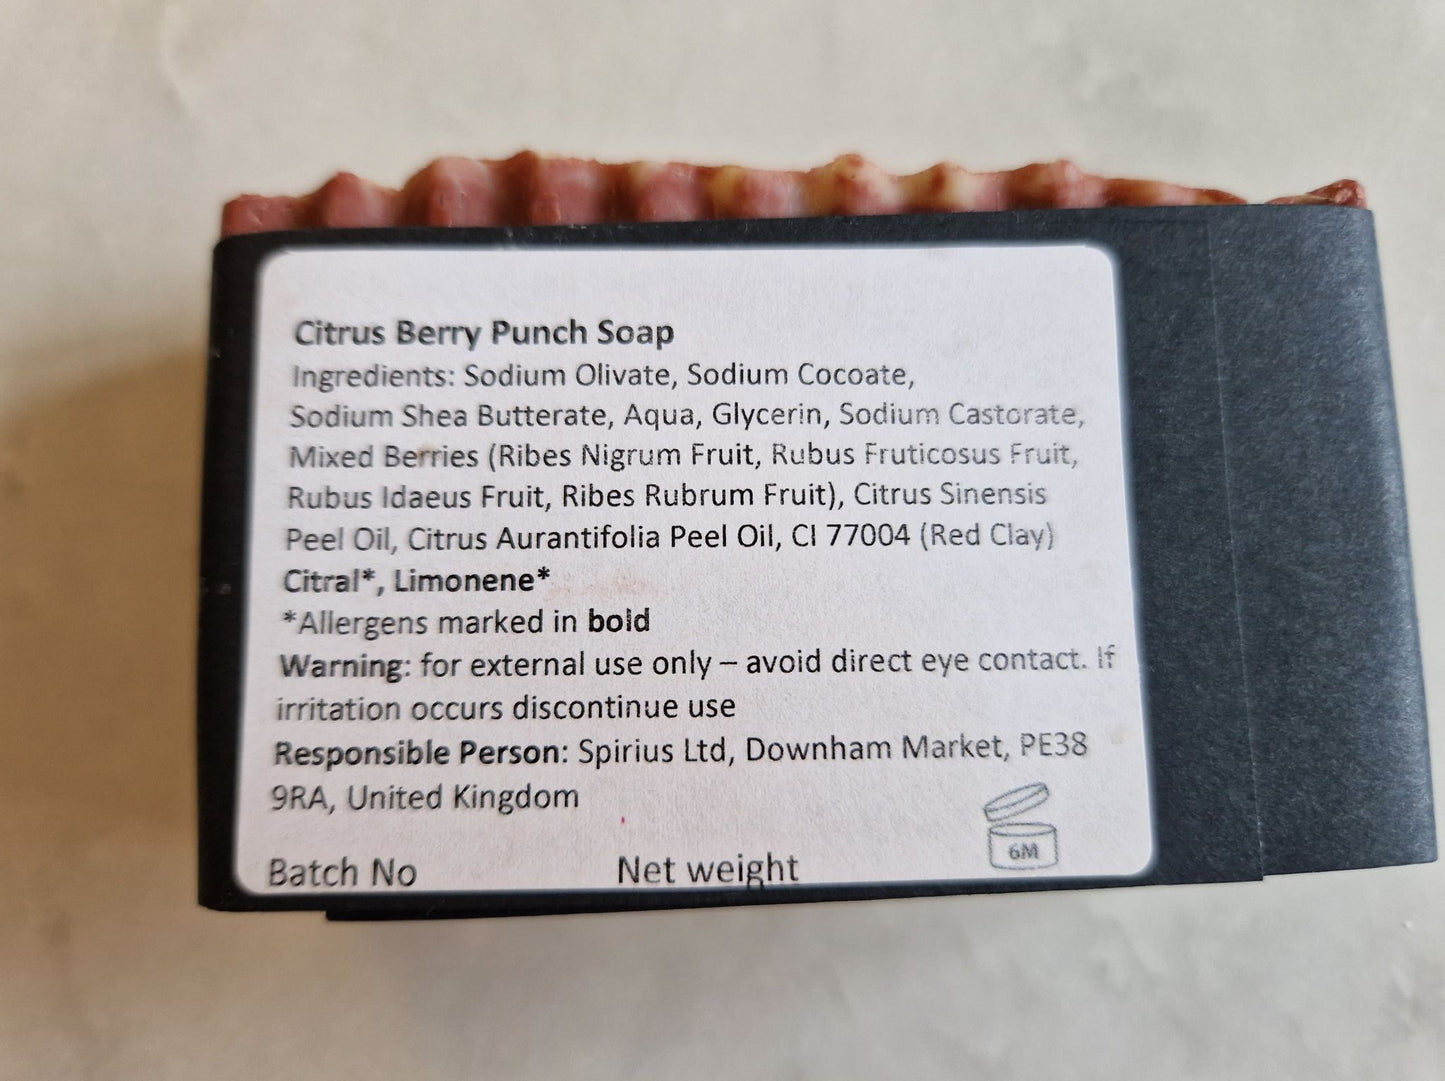 Citrus Berry Punch Soap
Ingredients: Sodium Olivate, Sodium Cocoate,
Sodium Shea Butterate, Aqua, Glycerin, Sodium Castorate,
Mixed Berries (Ribes Nigrum Fruit, Rubus Fruticosus Fruit,
Rubus Idaeus Fruit, Ribes Rubrum Fruit), Citrus Sinensis
Peel Oil, Citrus Aurantifolia Peel Oil, CI 77004 (Red Clay)
Citral*, Limonene*
*Allergens marked in bold
Warning: for external use only – avoid direct eye contact. If
irritation occurs discontinue use
Responsible Person: Spirius Ltd, Downham Market, PE38
9RA, United Kingdom
6M
Batch No Net weight